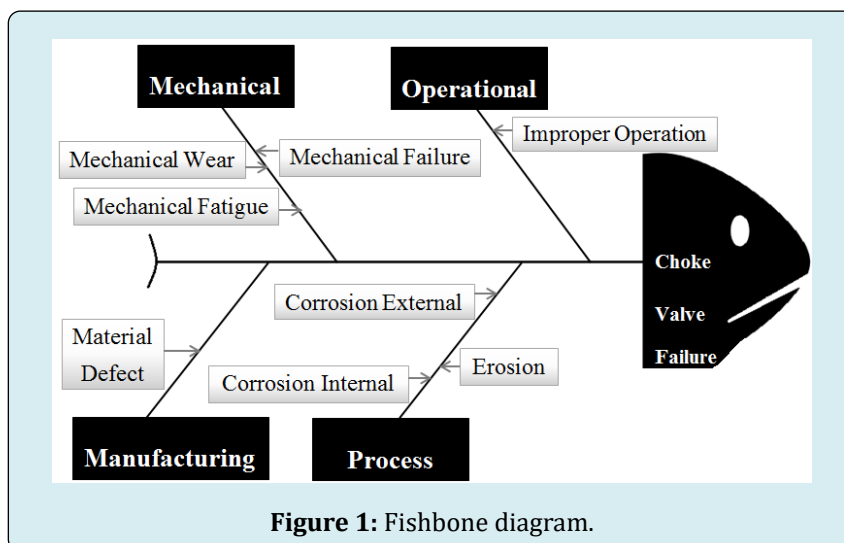 Mechanical
Operational
Improper Operation
Mechanical Wear
Mechanical Failure
Mechanical Fatigue
Choke
Valve
Failure
Corrosion External
Material
Defect
Corrosion Internal
Erosion
Manufacturing
Process
Figure 1: Fishbone diagram.